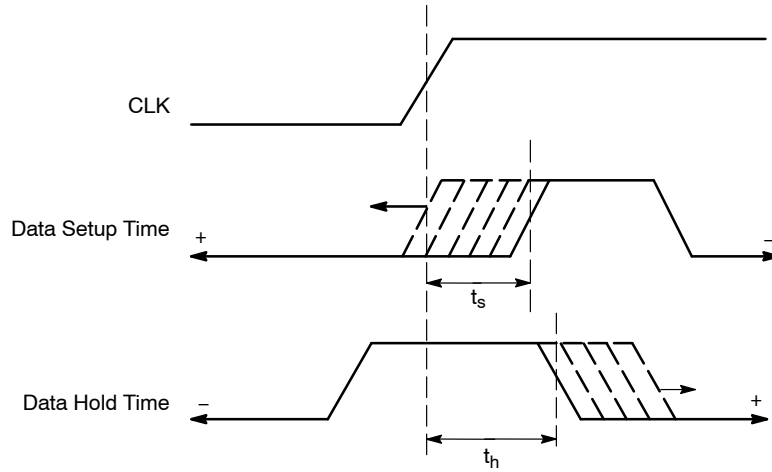 CLK
Data Setup Time
+
−
t_s
Data Hold Time
−
+
t_h